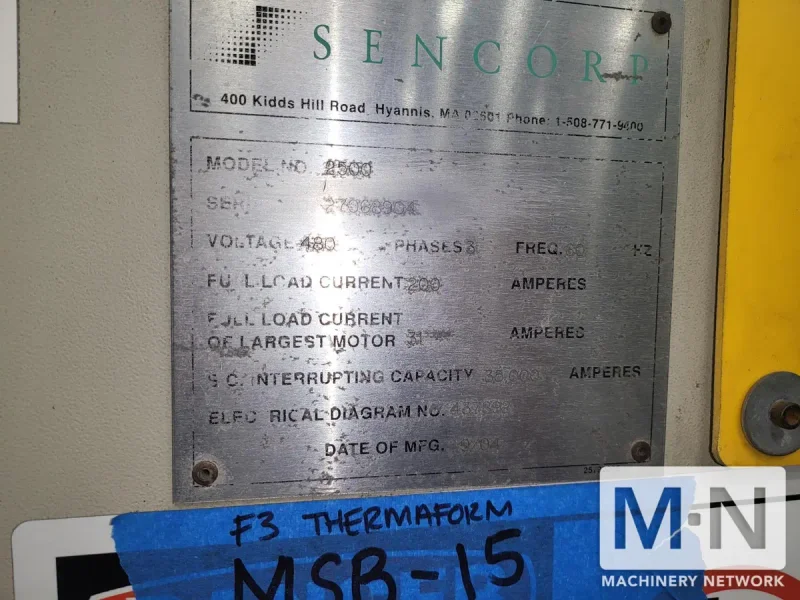 SENCORP
400 Kidds Hill Road, Hyannis, MA 02601 Phone: 1-508-771-9400
MODEL NO. 2500
VOLTAGE 480 PHASES 3 FREQ. HZ
FULL LOAD CURRENT 200 AMPERES
FULL LOAD CURRENT
OF LARGEST MOTOR 31 AMPERES
S.C. INTERRUPTING CAPACITY AMPERES
ELECTRICAL DIAGRAM NO.
DATE OF MFG.
F3 THERMAFORM
MSB-15
M·N
MACHINERY NETWORK